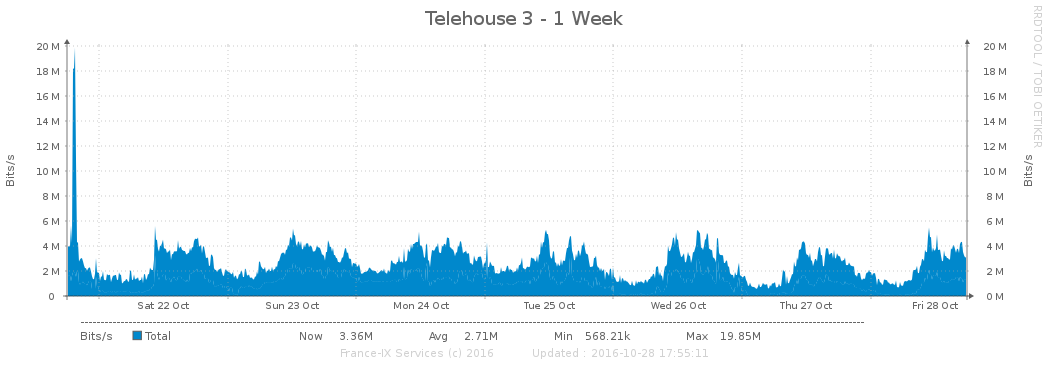 Telehouse 3 - 1 Week
RRDTOOL / TOBI OETIKER
Bits/s
20 M 20 M
18 M 18 M
16 M 16 M
14 M 14 M
12 M 12 M
10 M 10 M
8 M 8 M
6 M 6 M
4 M 4 M
2 M 2 M
0 0 M
Bits/s
Sat 22 Oct Sun 23 Oct Mon 24 Oct Tue 25 Oct Wed 26 Oct Thu 27 Oct Fri 28 Oct
Bits/s Total Now 3.36M Avg 2.71M Min 568.21k Max 19.85M
France-IX Services (c) 2016 Updated : 2016-10-28 17:55:11